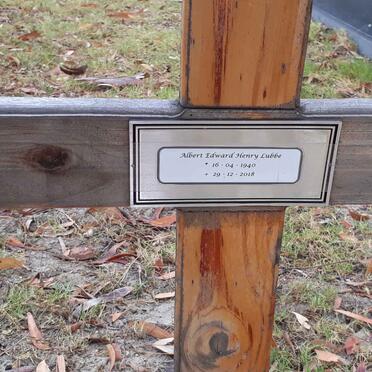 Albert Edward Henry Lubbe
* 16 - 04 - 1940
+ 29 - 12 - 2018